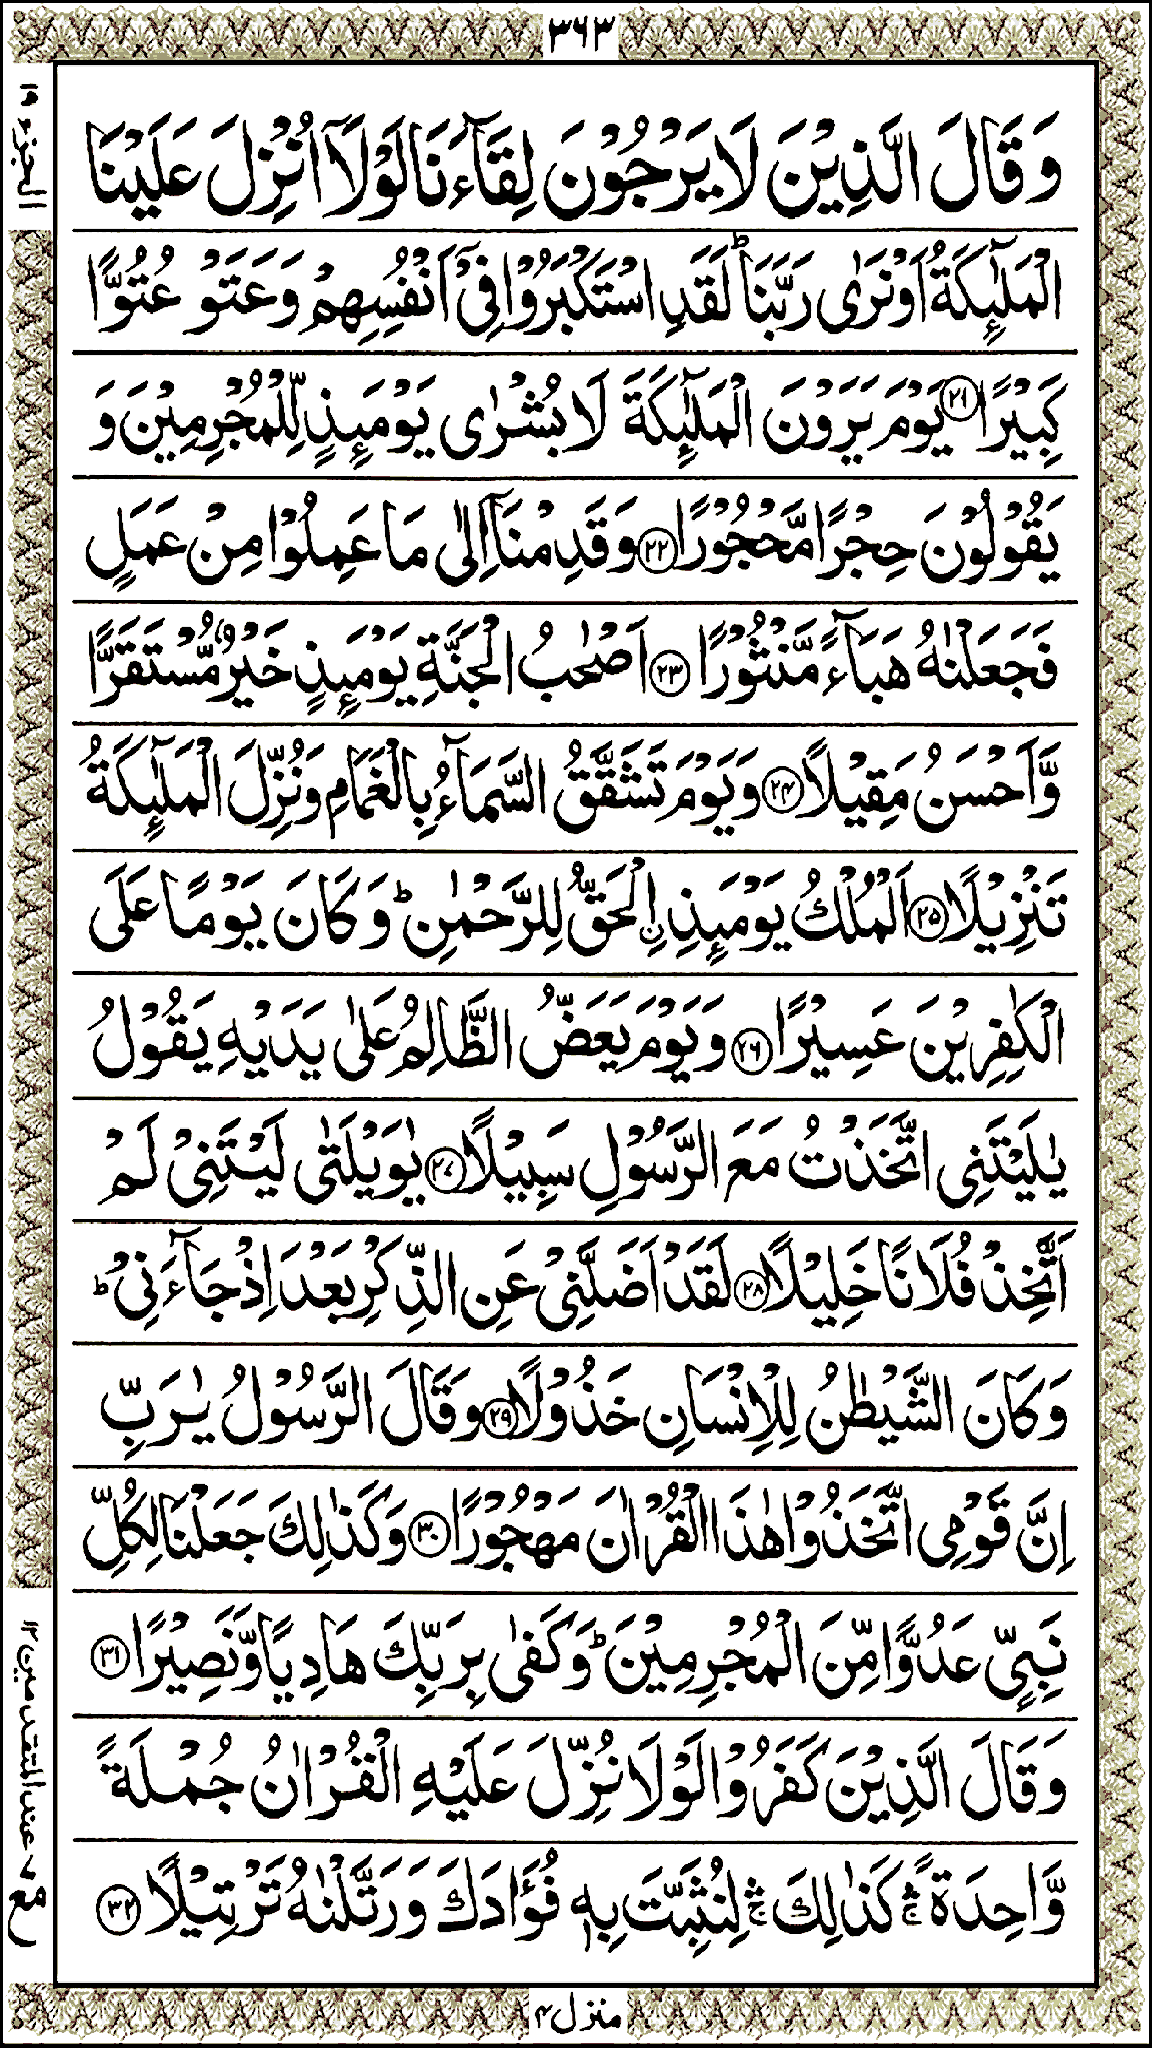 ٣٦٣
الجزء ١٩
وَقَالَ الَّذِيْنَ لَا يَرْجُوْنَ لِقَآءَنَا لَوْلَآ اُنْزِلَ عَلَيْنَا
الْمَلٰٓئِكَةُ اَوْ نَرٰى رَبَّنَا ؕ لَقَدِ اسْتَكْبَرُوْا فِيْٓ اَنْفُسِهِمْ وَعَتَوْ عُتُوًّا
كَبِيْرًا ﴿٢١﴾ يَوْمَ يَرَوْنَ الْمَلٰٓئِكَةَ لَا بُشْرٰى يَوْمَئِذٍ لِّلْمُجْرِمِيْنَ وَ
يَقُوْلُوْنَ حِجْرًا مَّحْجُوْرًا ﴿٢٢﴾ وَقَدِمْنَآ اِلٰى مَا عَمِلُوْا مِنْ عَمَلٍ
فَجَعَلْنٰهُ هَبَآءً مَّنْثُوْرًا ﴿٢٣﴾ اَصْحٰبُ الْجَنَّةِ يَوْمَئِذٍ خَيْرٌ مُّسْتَقَرًّا
وَّاَحْسَنُ مَقِيْلًا ﴿٢٤﴾ وَيَوْمَ تَشَقَّقُ السَّمَآءُ بِالْغَمَامِ وَنُزِّلَ الْمَلٰٓئِكَةُ
تَنْزِيْلًا ﴿٢٥﴾ اَلْمُلْكُ يَوْمَئِذِ ِۨالْحَقُّ لِلرَّحْمٰنِ ؕ وَكَانَ يَوْمًا عَلَى
الْكٰفِرِيْنَ عَسِيْرًا ﴿٢٦﴾ وَيَوْمَ يَعَضُّ الظَّالِمُ عَلٰى يَدَيْهِ يَقُوْلُ
يٰلَيْتَنِي اتَّخَذْتُ مَعَ الرَّسُوْلِ سَبِيْلًا ﴿٢٧﴾ يٰوَيْلَتٰى لَيْتَنِيْ لَمْ
اَتَّخِذْ فُلَانًا خَلِيْلًا ﴿٢٨﴾ لَقَدْ اَضَلَّنِيْ عَنِ الذِّكْرِ بَعْدَ اِذْ جَآءَنِيْ ؕ
وَكَانَ الشَّيْطٰنُ لِلْاِنْسَانِ خَذُوْلًا ﴿٢٩﴾ وَقَالَ الرَّسُوْلُ يٰرَبِّ
اِنَّ قَوْمِي اتَّخَذُوْا هٰذَا الْقُرْاٰنَ مَهْجُوْرًا ﴿٣٠﴾ وَكَذٰلِكَ جَعَلْنَا لِكُلِّ
نَبِيٍّ عَدُوًّا مِّنَ الْمُجْرِمِيْنَ ؕ وَكَفٰى بِرَبِّكَ هَادِيًا وَّنَصِيْرًا ﴿٣١﴾
وَقَالَ الَّذِيْنَ كَفَرُوْا لَوْلَا نُزِّلَ عَلَيْهِ الْقُرْاٰنُ جُمْلَةً
وَّاحِدَةً ۛۚ كَذٰلِكَ ۛۚ لِنُثَبِّتَ بِهٖ فُؤَادَكَ وَرَتَّلْنٰهُ تَرْتِيْلًا ﴿٣٢﴾
مع ٧ عند المتقدمين ١٢
منزل ٤